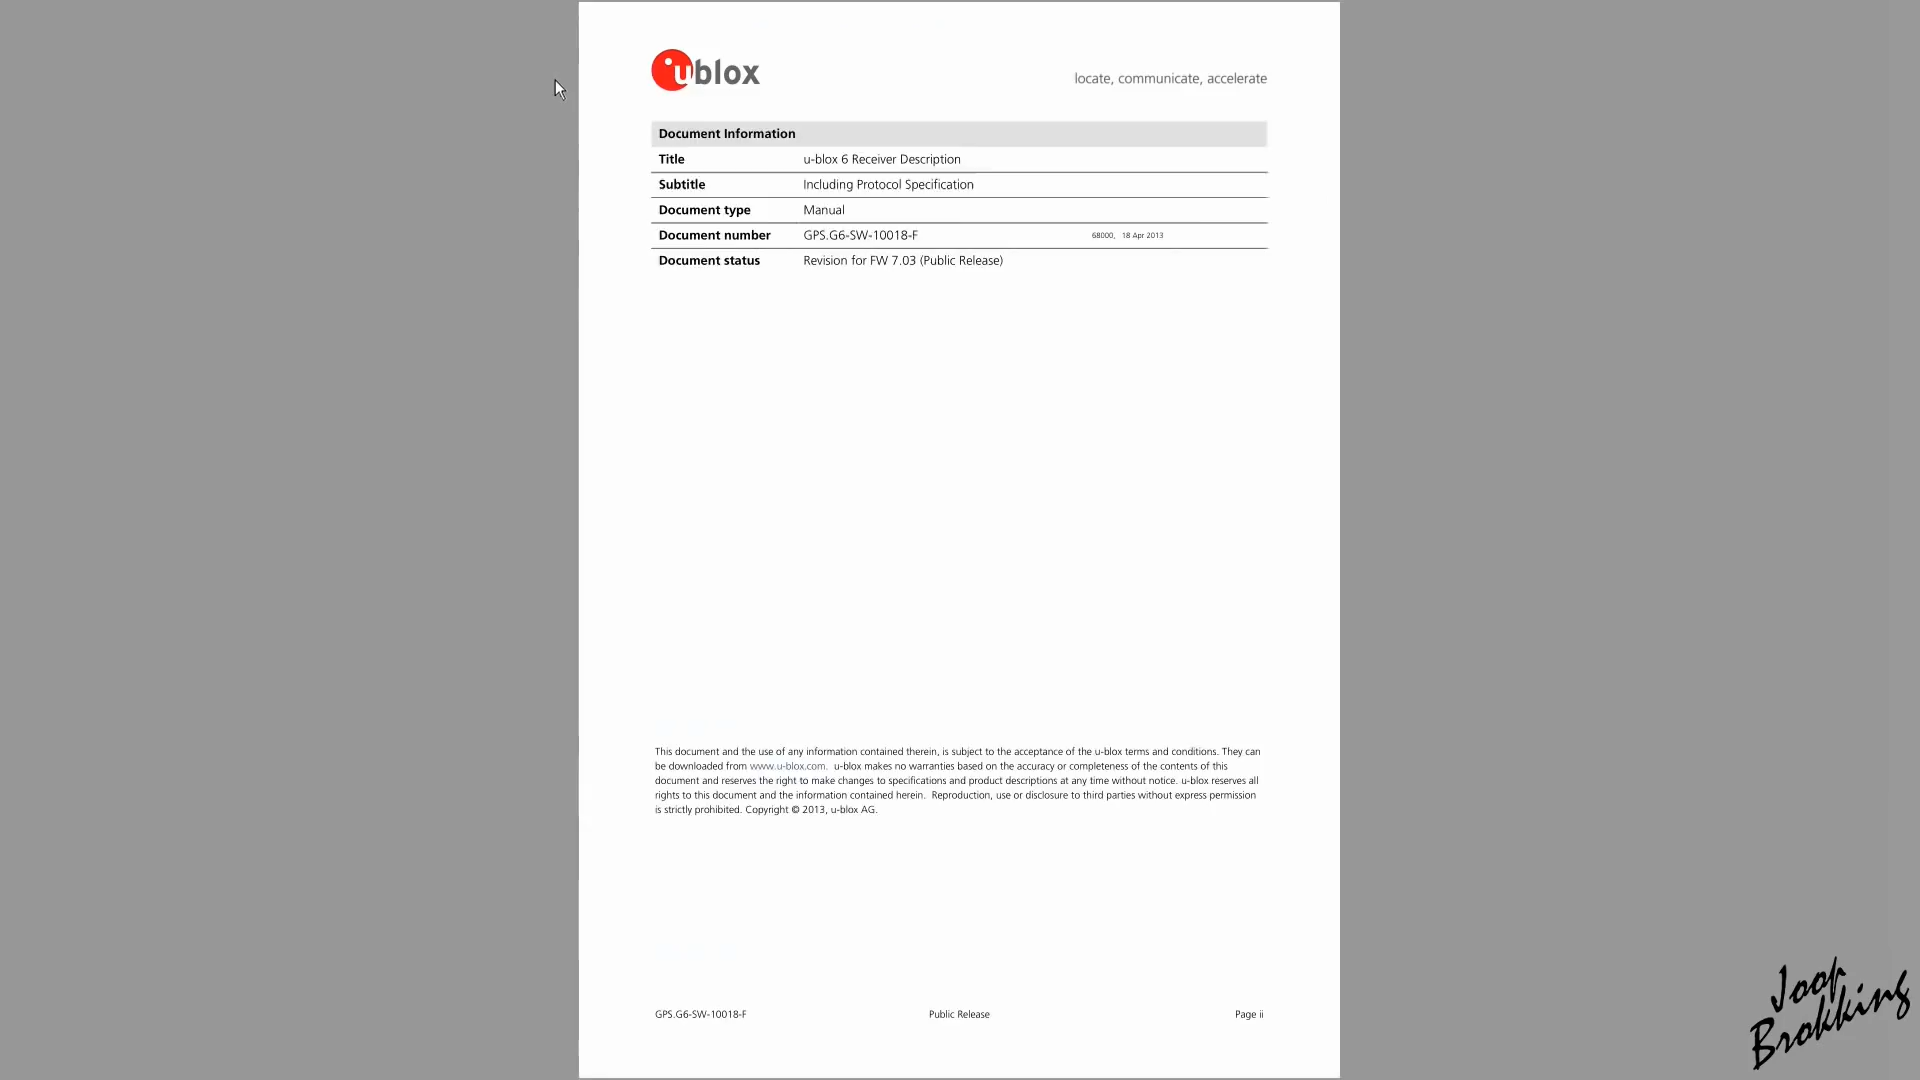 ublox
locate, communicate, accelerate
Document Information
Title u-blox 6 Receiver Description
Subtitle Including Protocol Specification
Document type Manual
Document number GPS.G6-SW-10018-F 68000, 18 Apr 2013
Document status Revision for FW 7.03 (Public Release)
This document and the use of any information contained therein, is subject to the acceptance of the u-blox terms and conditions. They can
be downloaded from www.u-blox.com. u-blox makes no warranties based on the accuracy or completeness of the contents of this
document and reserves the right to make changes to specifications and product descriptions at any time without notice. u-blox reserves all
rights to this document and the information contained herein. Reproduction, use or disclosure to third parties without express permission
is strictly prohibited. Copyright © 2013, u-blox AG.
GPS.G6-SW-10018-F Public Release Page ii
Joop
Brokking